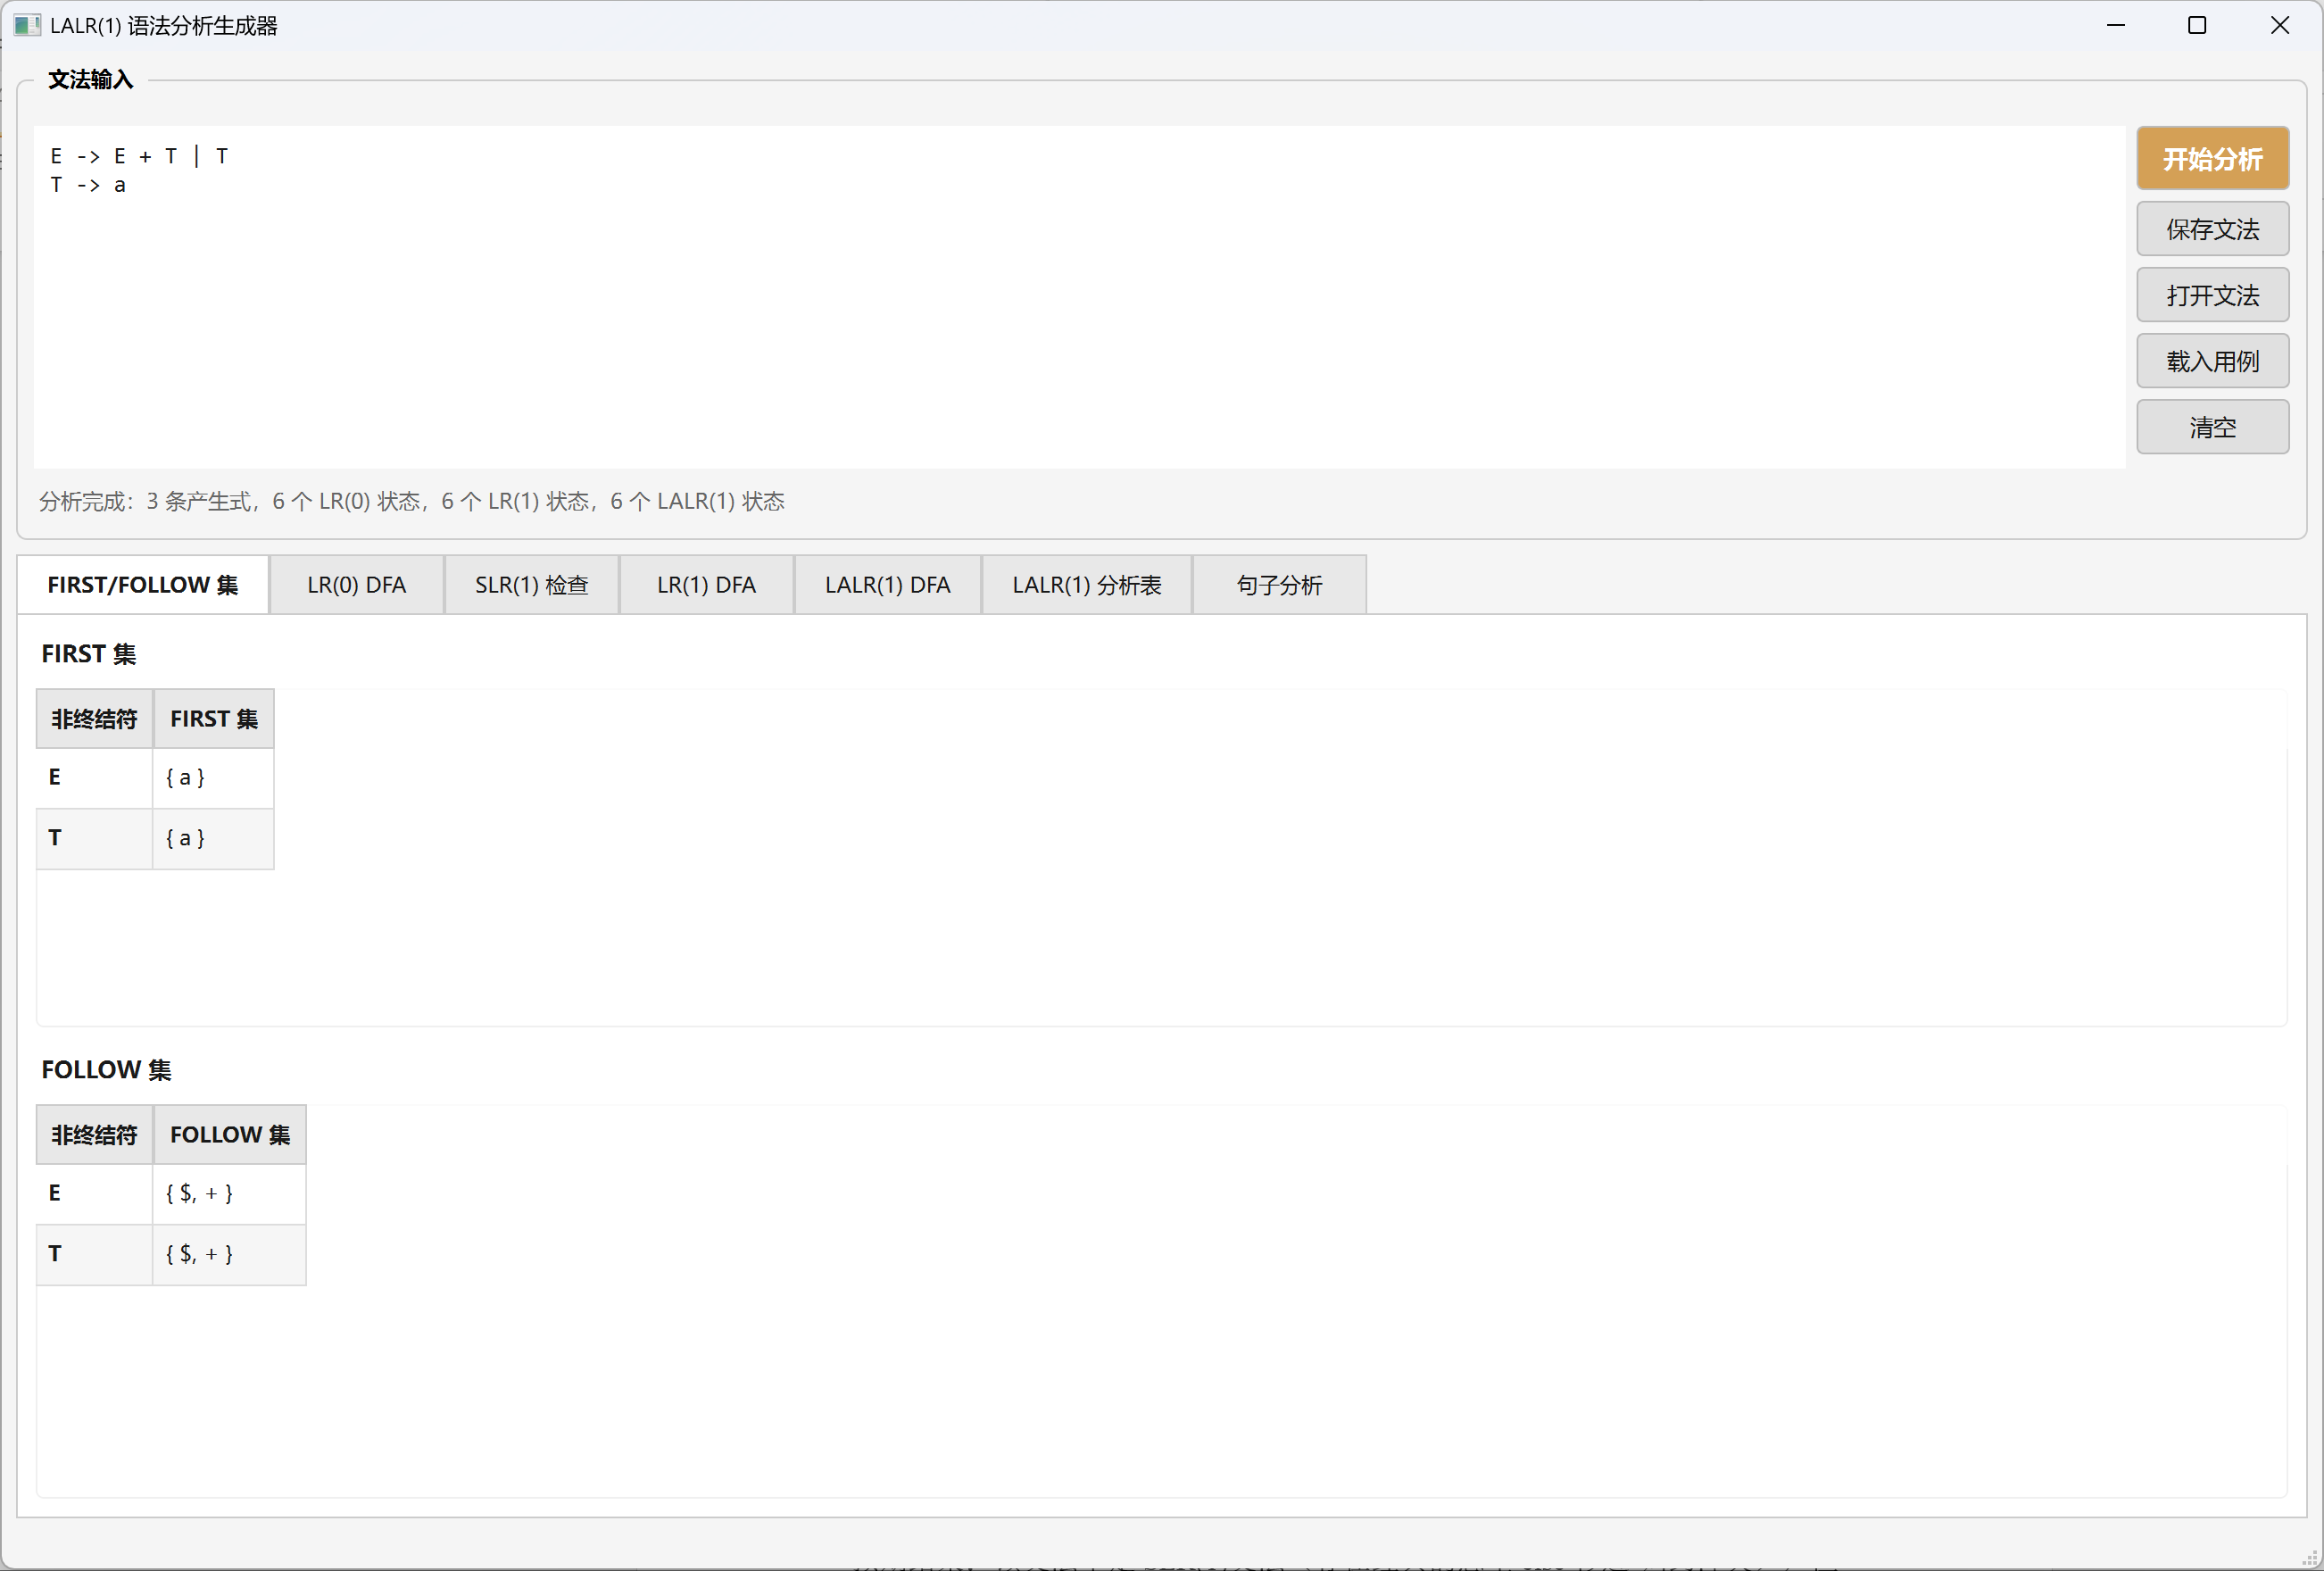 LALR(1) 语法分析生成器
文法输入
E -> E + T | T
T -> a
开始分析
保存文法
打开文法
载入用例
清空
分析完成：3 条产生式，6 个 LR(0) 状态，6 个 LR(1) 状态，6 个 LALR(1) 状态
FIRST/FOLLOW 集 LR(0) DFA SLR(1) 检查 LR(1) DFA LALR(1) DFA LALR(1) 分析表 句子分析
FIRST 集
非终结符 FIRST 集
E { a }
T { a }
FOLLOW 集
非终结符 FOLLOW 集
E { $, + }
T { $, + }